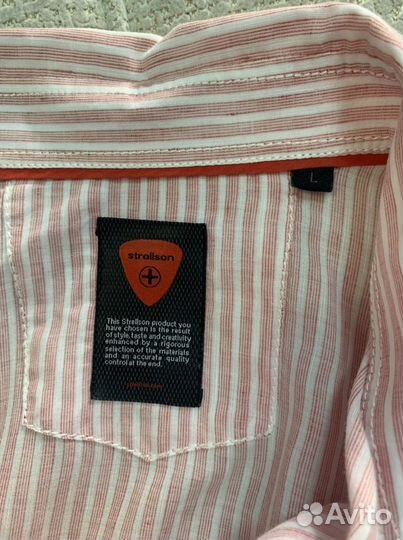 L
strellson
This Strellson product you
have chosen is the result
of style, taste and creativity
enhanced by a rigorous
selection of the materials
and an accurate quality
control at the end.
Avito